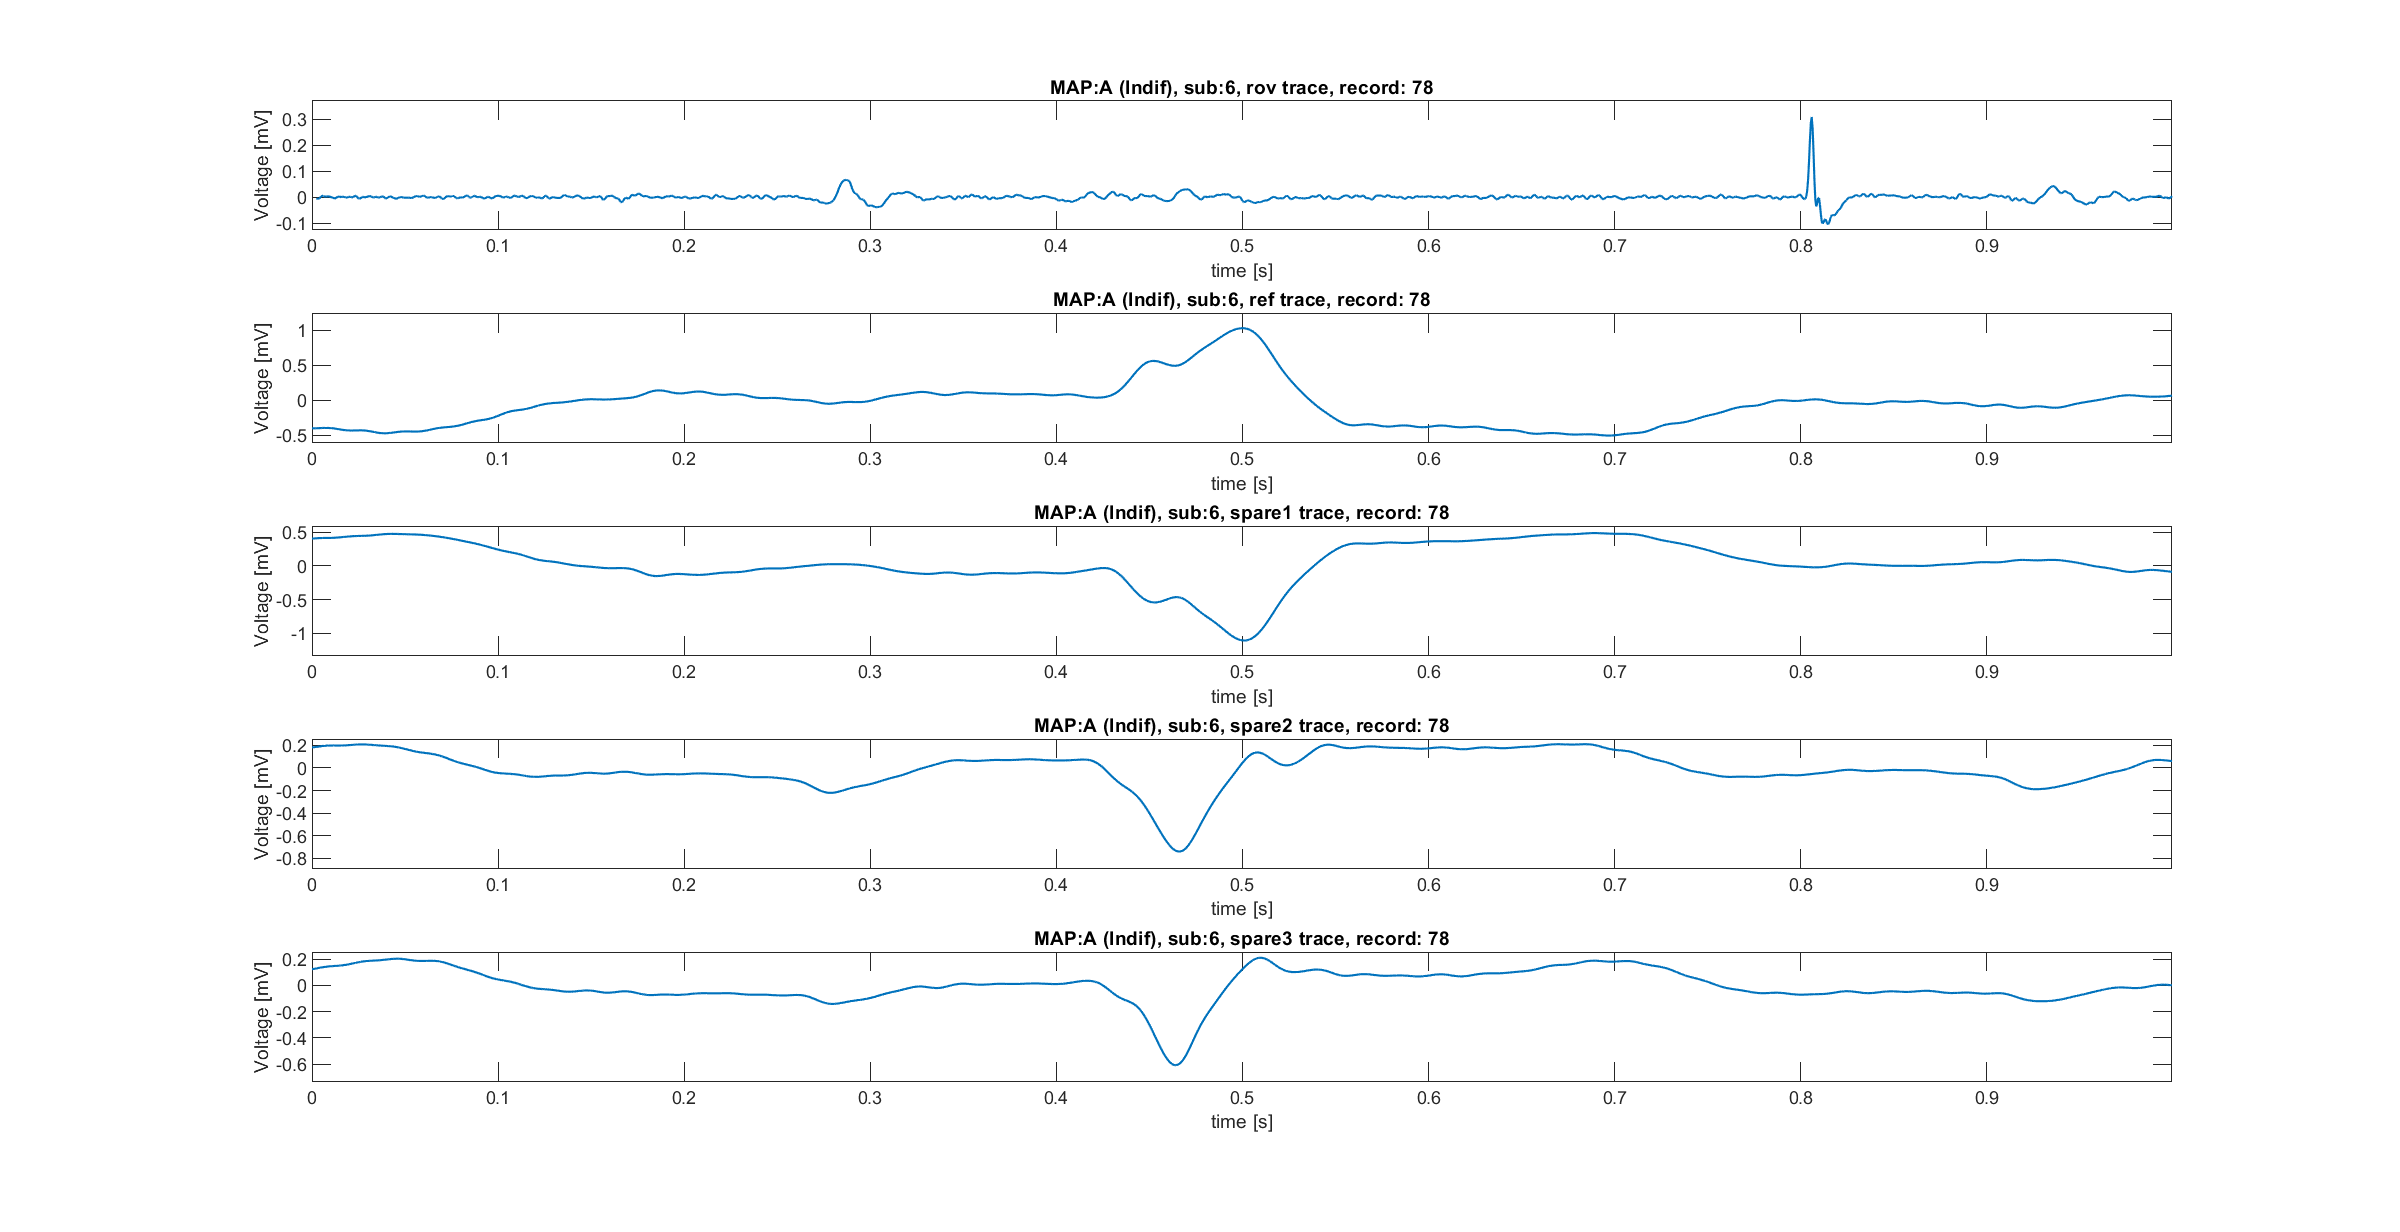 MAP:A (Indif), sub:6, rov trace, record: 78
Voltage [mV]
0.3
0.2
0.1
0
-0.1
0 0.1 0.2 0.3 0.4 0.5 0.6 0.7 0.8 0.9
time [s]
MAP:A (Indif), sub:6, ref trace, record: 78
Voltage [mV]
1
0.5
0
-0.5
0 0.1 0.2 0.3 0.4 0.5 0.6 0.7 0.8 0.9
time [s]
MAP:A (Indif), sub:6, spare1 trace, record: 78
Voltage [mV]
0.5
0
-0.5
-1
0 0.1 0.2 0.3 0.4 0.5 0.6 0.7 0.8 0.9
time [s]
MAP:A (Indif), sub:6, spare2 trace, record: 78
Voltage [mV]
0.2
0
-0.2
-0.4
-0.6
-0.8
0 0.1 0.2 0.3 0.4 0.5 0.6 0.7 0.8 0.9
time [s]
MAP:A (Indif), sub:6, spare3 trace, record: 78
Voltage [mV]
0.2
0
-0.2
-0.4
-0.6
0 0.1 0.2 0.3 0.4 0.5 0.6 0.7 0.8 0.9
time [s]